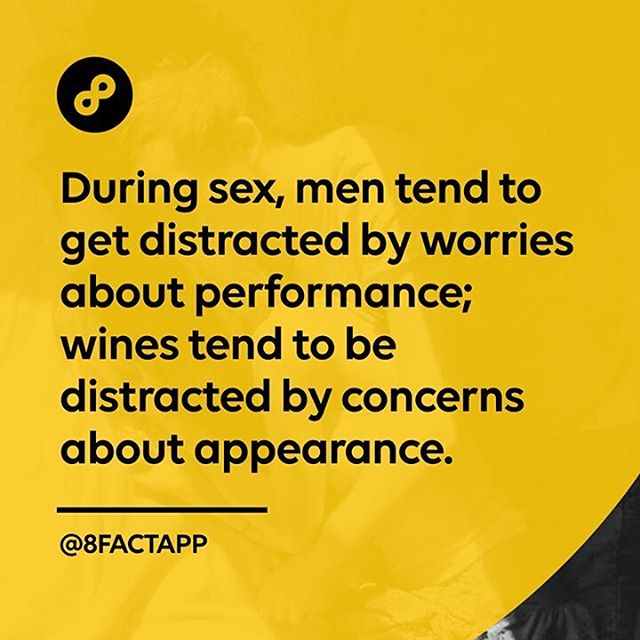 During sex, men tend to
get distracted by worries
about performance;
wines tend to be
distracted by concerns
about appearance.
@8FACTAPP